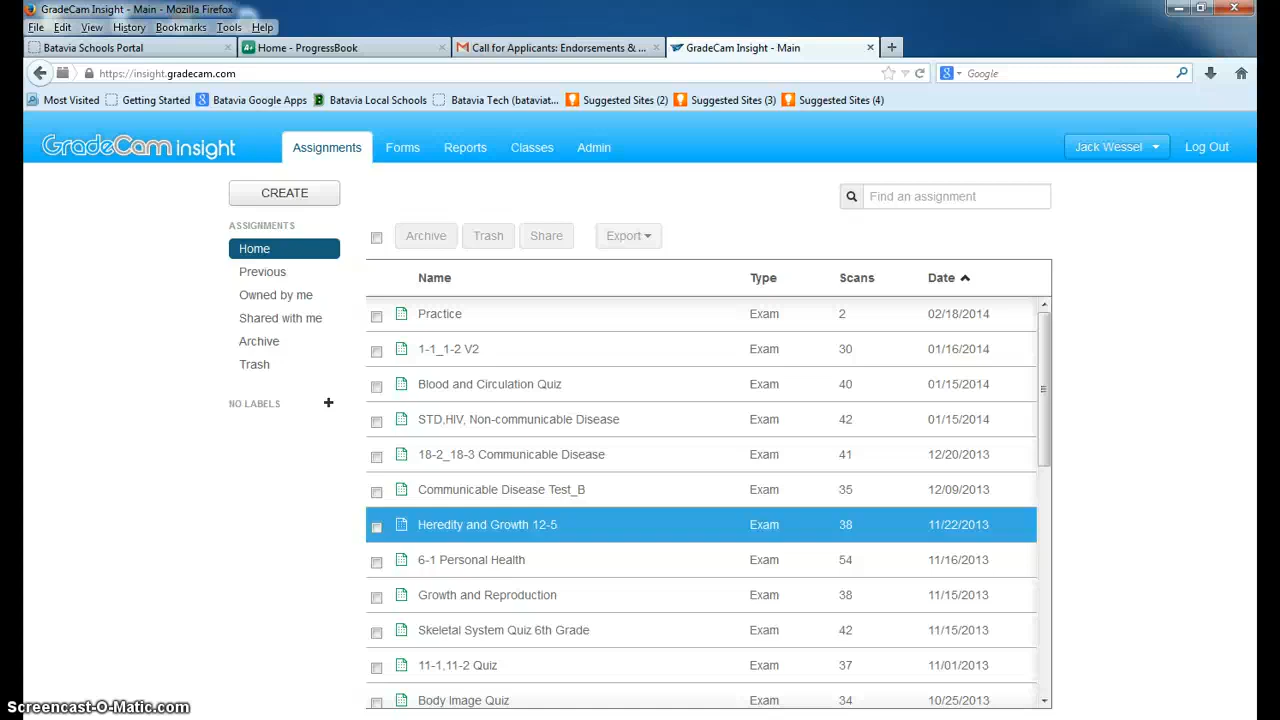 GradeCam Insight - Main - Mozilla Firefox
File Edit View History Bookmarks Tools Help
Batavia Schools Portal × Home - ProgressBook × Call for Applicants: Endorsements & ... × GradeCam Insight - Main × +
https://insight.gradecam.com Google
Most Visited Getting Started Batavia Google Apps Batavia Local Schools Batavia Tech (bataviat... Suggested Sites (2) Suggested Sites (3) Suggested Sites (4)
GradeCam insight Assignments Forms Reports Classes Admin Jack Wessel Log Out
CREATE
Find an assignment
ASSIGNMENTS
Home
Previous
Owned by me
Shared with me
Archive
Trash
NO LABELS +
Archive Trash Share Export
Name Type Scans Date
Practice Exam 2 02/18/2014
1-1_1-2 V2 Exam 30 01/16/2014
Blood and Circulation Quiz Exam 40 01/15/2014
STD,HIV, Non-communicable Disease Exam 42 01/15/2014
18-2_18-3 Communicable Disease Exam 41 12/20/2013
Communicable Disease Test_B Exam 35 12/09/2013
Heredity and Growth 12-5 Exam 38 11/22/2013
6-1 Personal Health Exam 54 11/16/2013
Growth and Reproduction Exam 38 11/15/2013
Skeletal System Quiz 6th Grade Exam 42 11/15/2013
11-1,11-2 Quiz Exam 37 11/01/2013
Body Image Quiz Exam 34 10/25/2013
Screencast-O-Matic.com